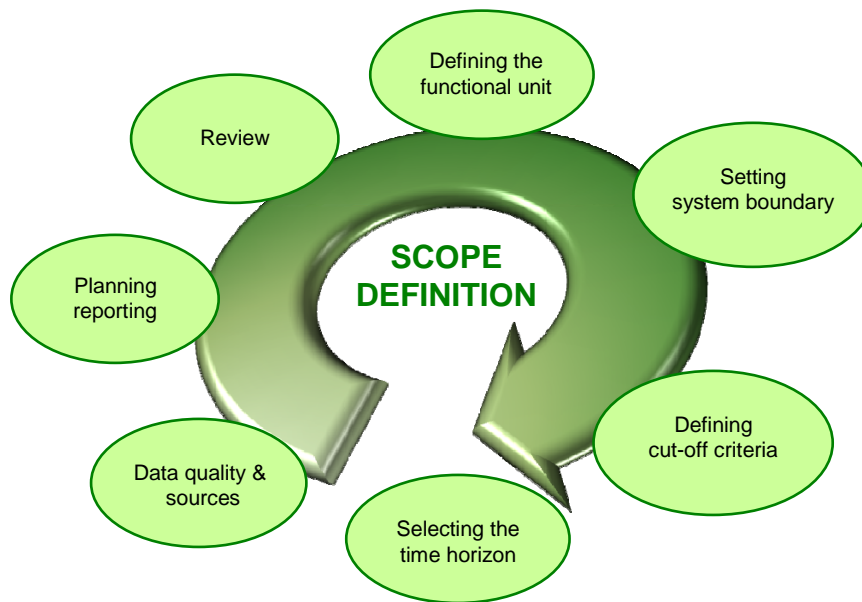 Defining the
functional unit
Review
Setting
system boundary
SCOPE
DEFINITION
Planning
reporting
Defining
cut-off criteria
Data quality &
sources
Selecting the
time horizon